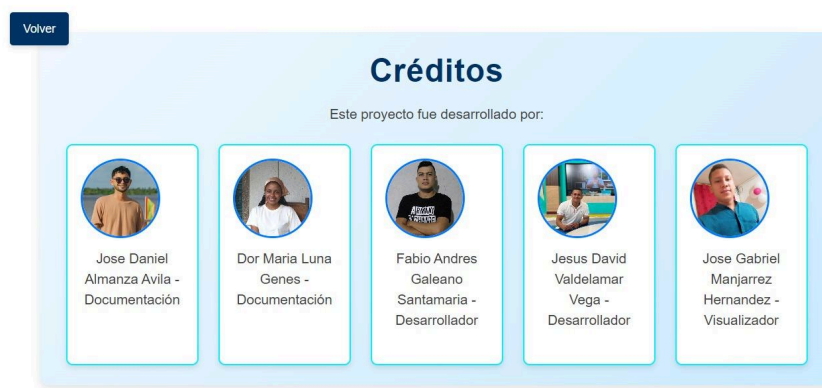 Volver
Créditos
Este proyecto fue desarrollado por:
Jose Daniel
Almanza Avila -
Documentación
Dor Maria Luna
Genes -
Documentación
Fabio Andres
Galeano
Santamaria -
Desarrollador
Jesus David
Valdelamar
Vega -
Desarrollador
Jose Gabriel
Manjarrez
Hernandez -
Visualizador